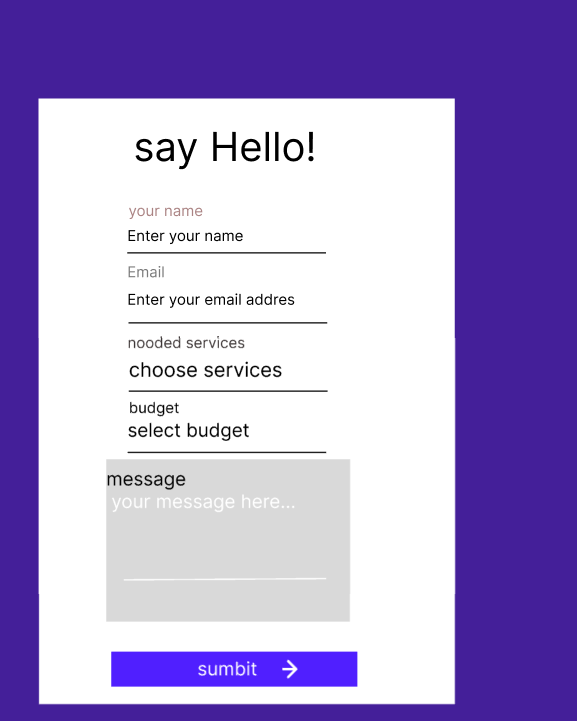 say Hello!
your name
Enter your name
Email
Enter your email addres
nooded services
choose services
budget
select budget
message
your message here...
sumbit →